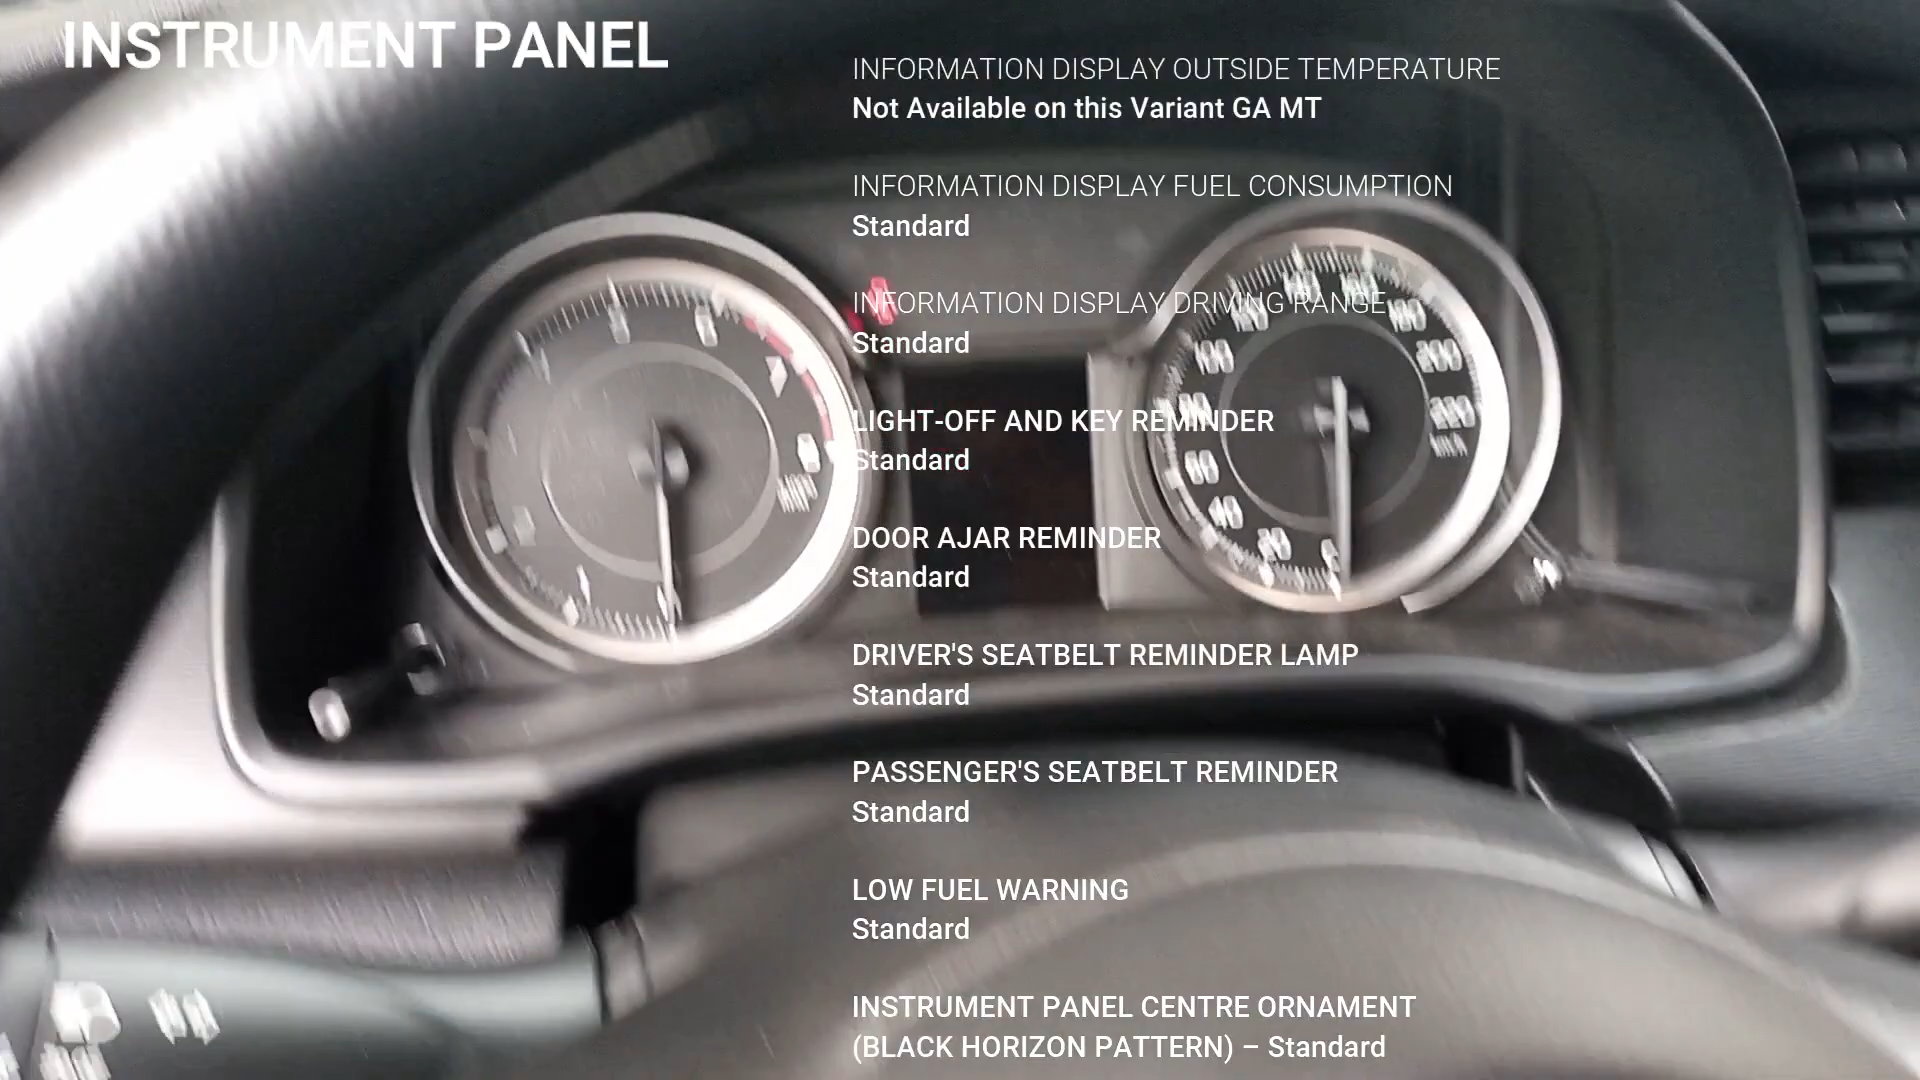 INSTRUMENT PANEL
INFORMATION DISPLAY OUTSIDE TEMPERATURE
Not Available on this Variant GA MT
INFORMATION DISPLAY FUEL CONSUMPTION
Standard
INFORMATION DISPLAY DRIVING RANGE
Standard
LIGHT-OFF AND KEY REMINDER
Standard
DOOR AJAR REMINDER
Standard
DRIVER'S SEATBELT REMINDER LAMP
Standard
PASSENGER'S SEATBELT REMINDER
Standard
LOW FUEL WARNING
Standard
INSTRUMENT PANEL CENTRE ORNAMENT
(BLACK HORIZON PATTERN) – Standard